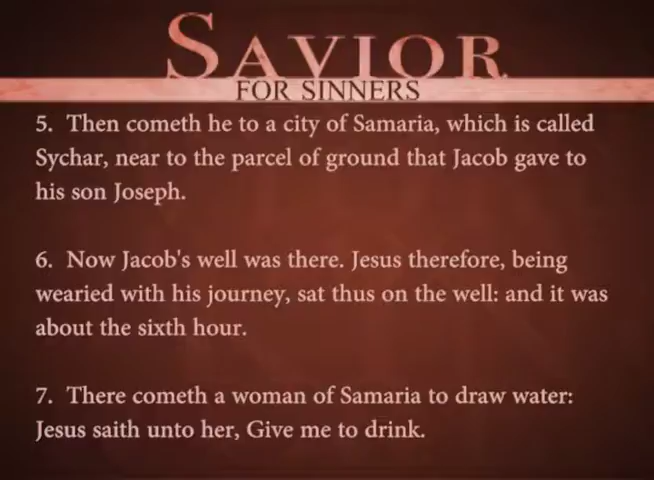 SAVIOR
FOR SINNERS
5. Then cometh he to a city of Samaria, which is called
Sychar, near to the parcel of ground that Jacob gave to
his son Joseph.
6. Now Jacob's well was there. Jesus therefore, being
wearied with his journey, sat thus on the well: and it was
about the sixth hour.
7. There cometh a woman of Samaria to draw water:
Jesus saith unto her, Give me to drink.